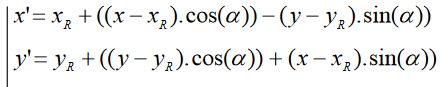 x'= x_R + ((x − x_R).cos(α)) − (y − y_R).sin(α))
y'= y_R + ((y − y_R).cos(α)) + (x − x_R).sin(α))